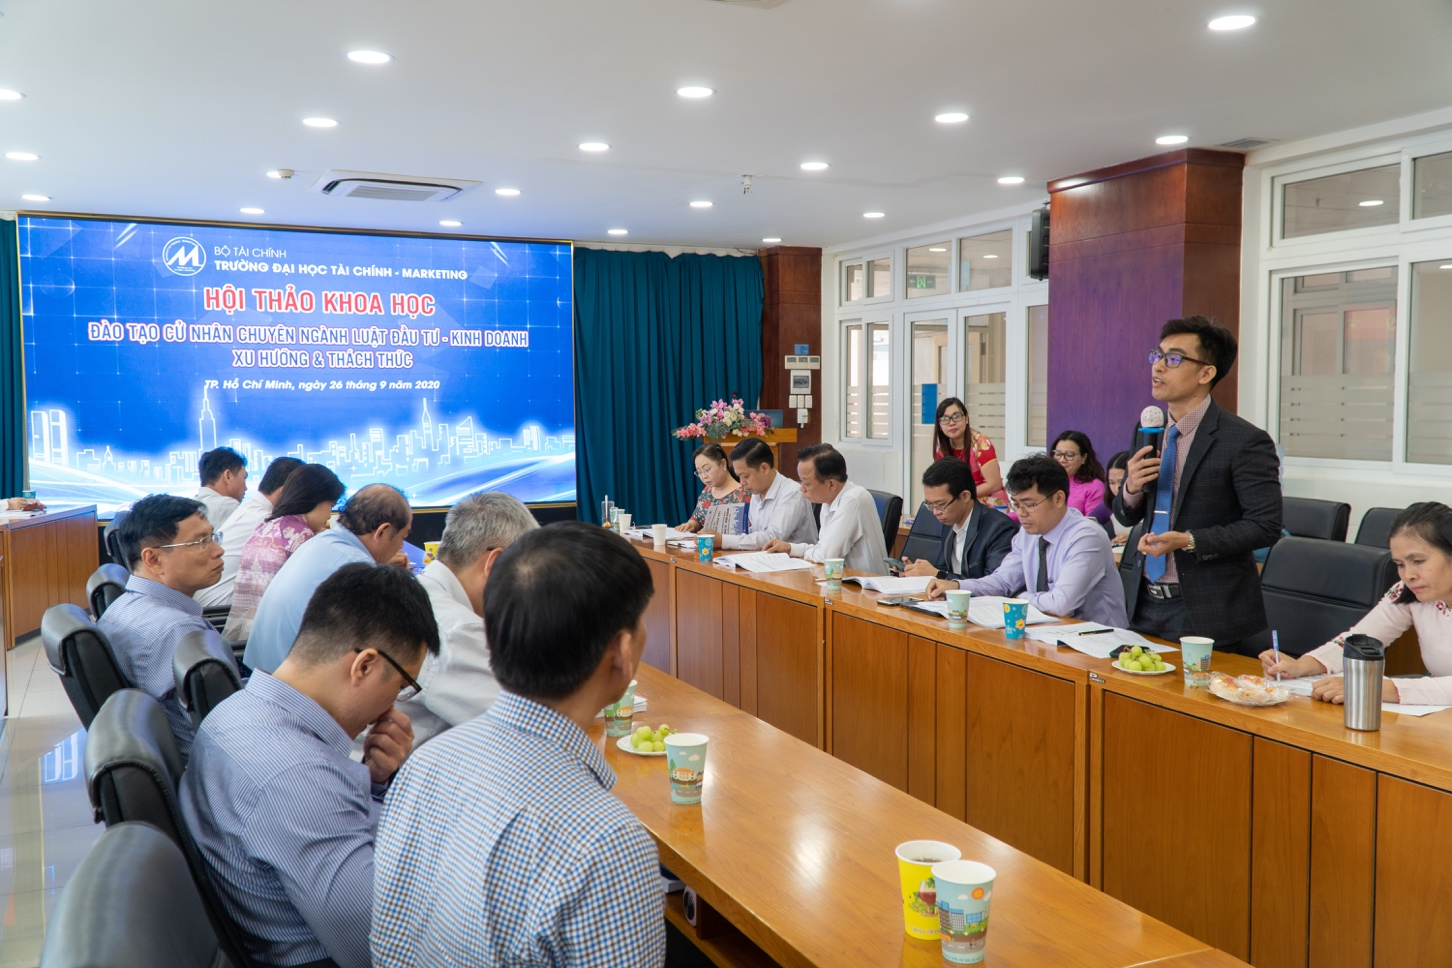 BỘ TÀI CHÍNH
TRƯỜNG ĐẠI HỌC TÀI CHÍNH - MARKETING
HỘI THẢO KHOA HỌC
ĐÀO TẠO CỬ NHÂN CHUYÊN NGÀNH LUẬT ĐẦU TƯ - KINH DOANH
XU HƯỚNG & THÁCH THỨC
TP. Hồ Chí Minh, ngày 26 tháng 9 năm 2020